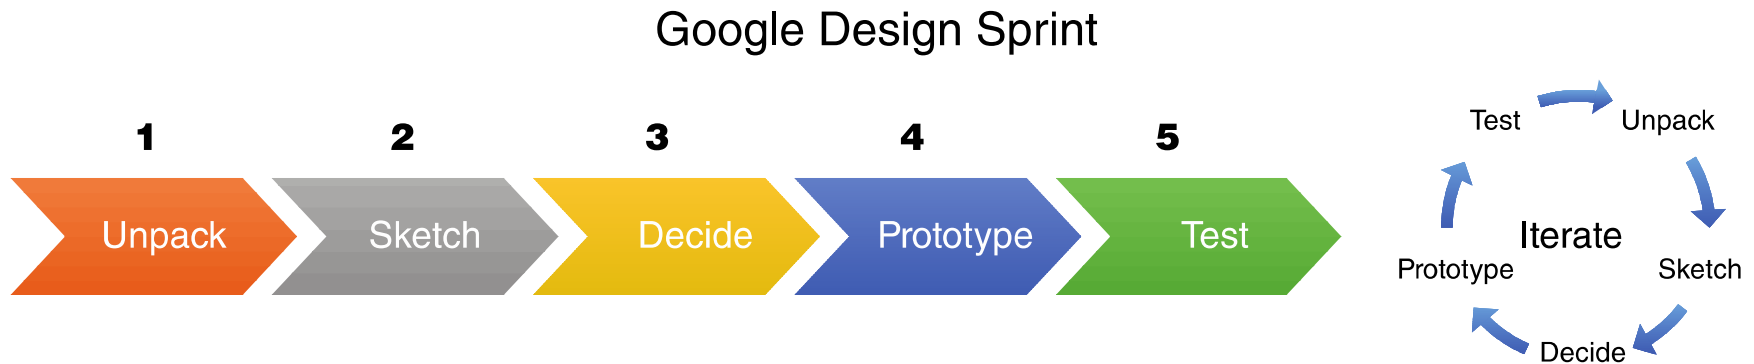 Google Design Sprint
1 2 3 4 5
Unpack Sketch Decide Prototype Test
Test Unpack
Iterate
Prototype Sketch
Decide